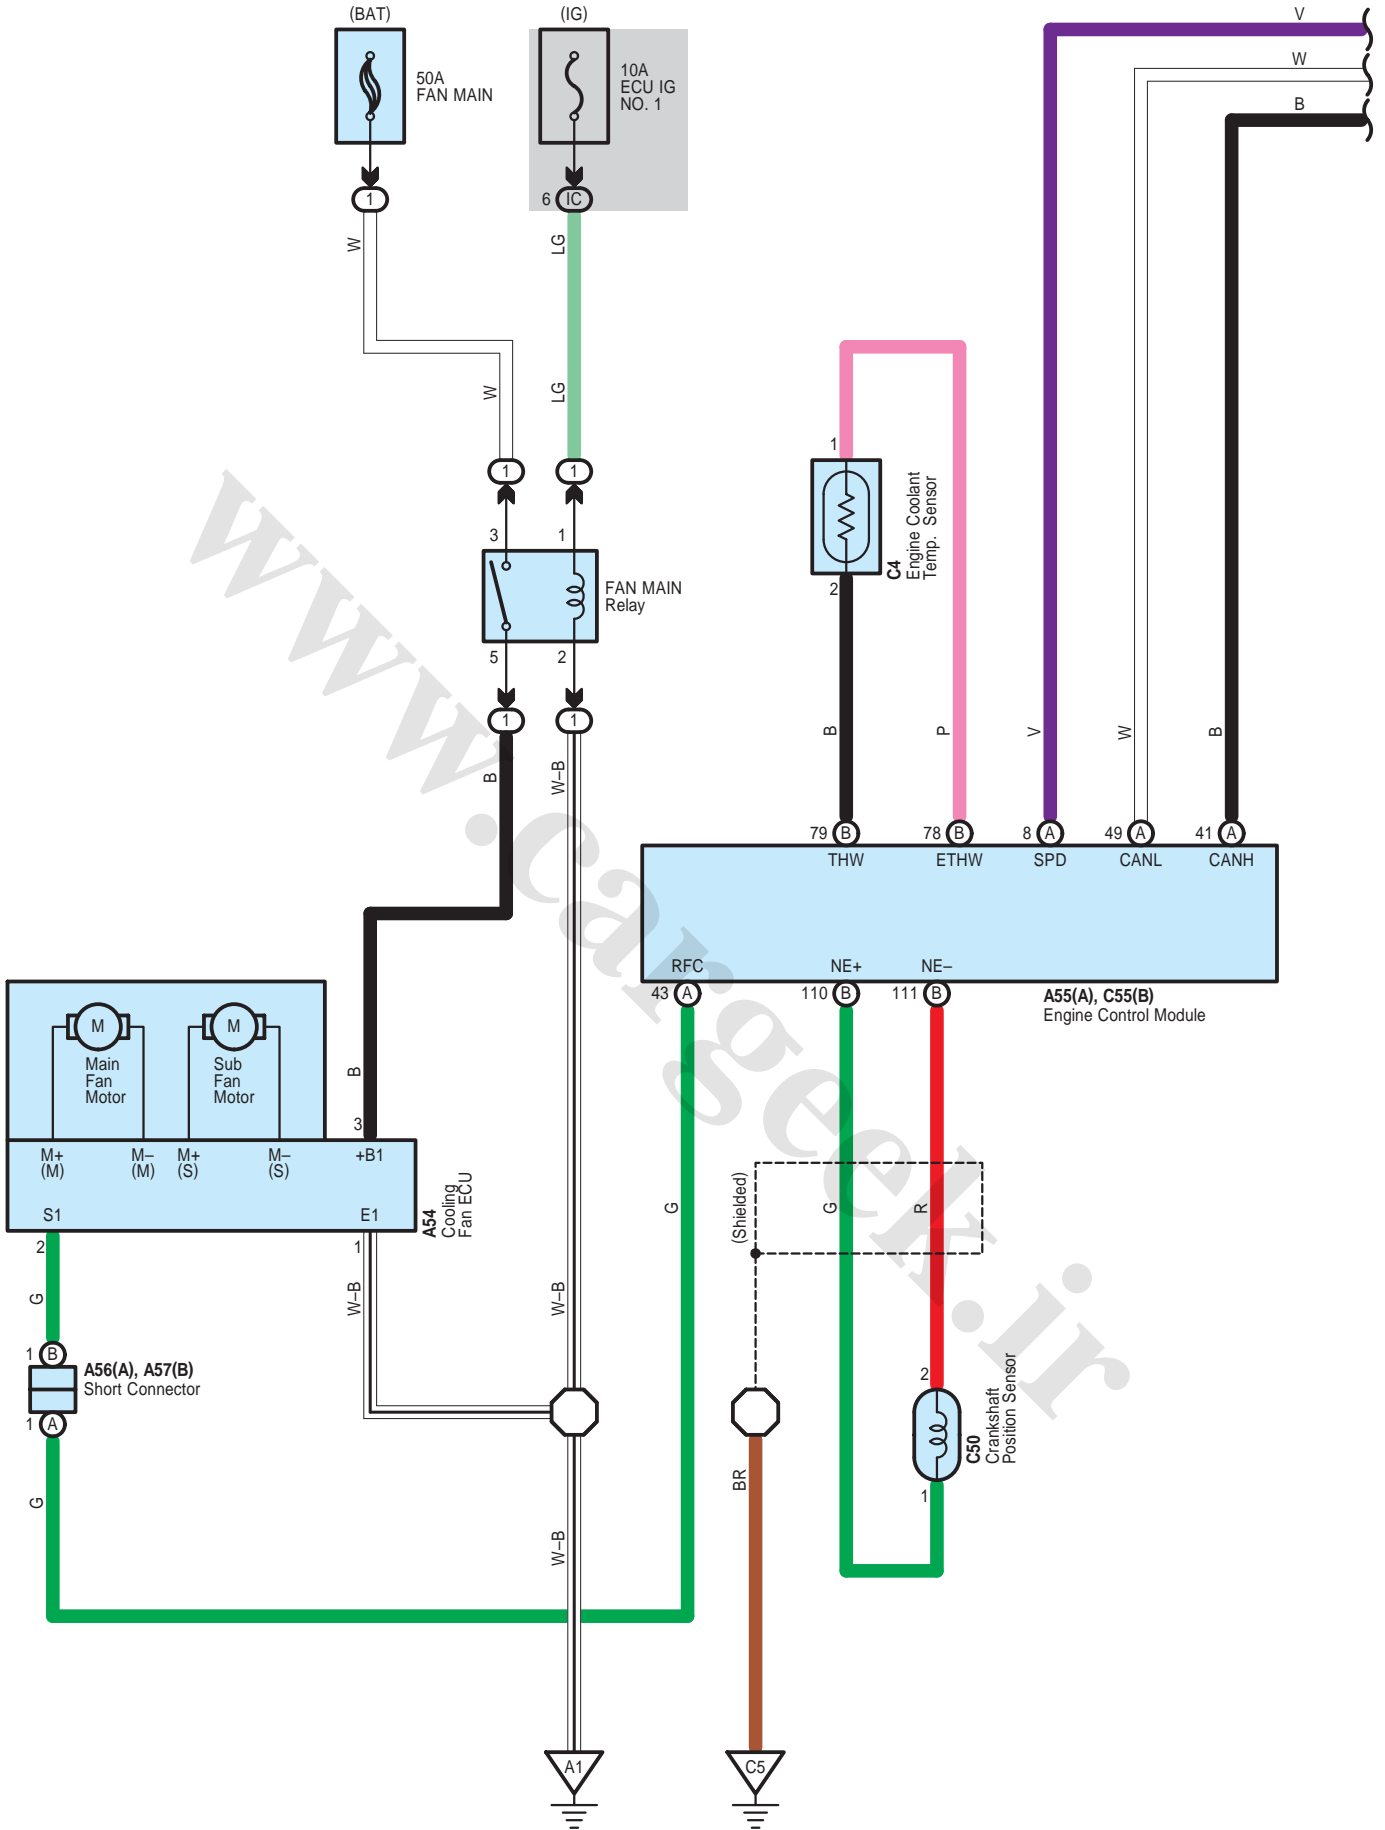 (BAT)
(IG)
V
W
B
50A
FAN MAIN
10A
ECU IG
NO. 1
1
6
IC
W
LG
W
LG
1
1
3
1
FAN MAIN
Relay
5
2
1
1
B
W–B
1
C4
Engine Coolant
Temp. Sensor
2
B
P
V
W
B
79
B
78
B
8
A
49
A
41
A
THW
ETHW
SPD
CANL
CANH
RFC
NE+
NE–
43
A
110
B
111
B
A55(A), C55(B)
Engine Control Module
M
M
Main
Fan
Motor
Sub
Fan
Motor
B
3
M+
(M)
M–
(M)
M+
(S)
M–
(S)
+B1
S1
E1
A54
Cooling
Fan ECU
2
1
G
W–B
W–B
G
(Shielded)
G
R
1
B
A56(A), A57(B)
Short Connector
1
A
G
2
C50
Crankshaft
Position Sensor
1
BR
W–B
A1
C5
www.cargeek.ir